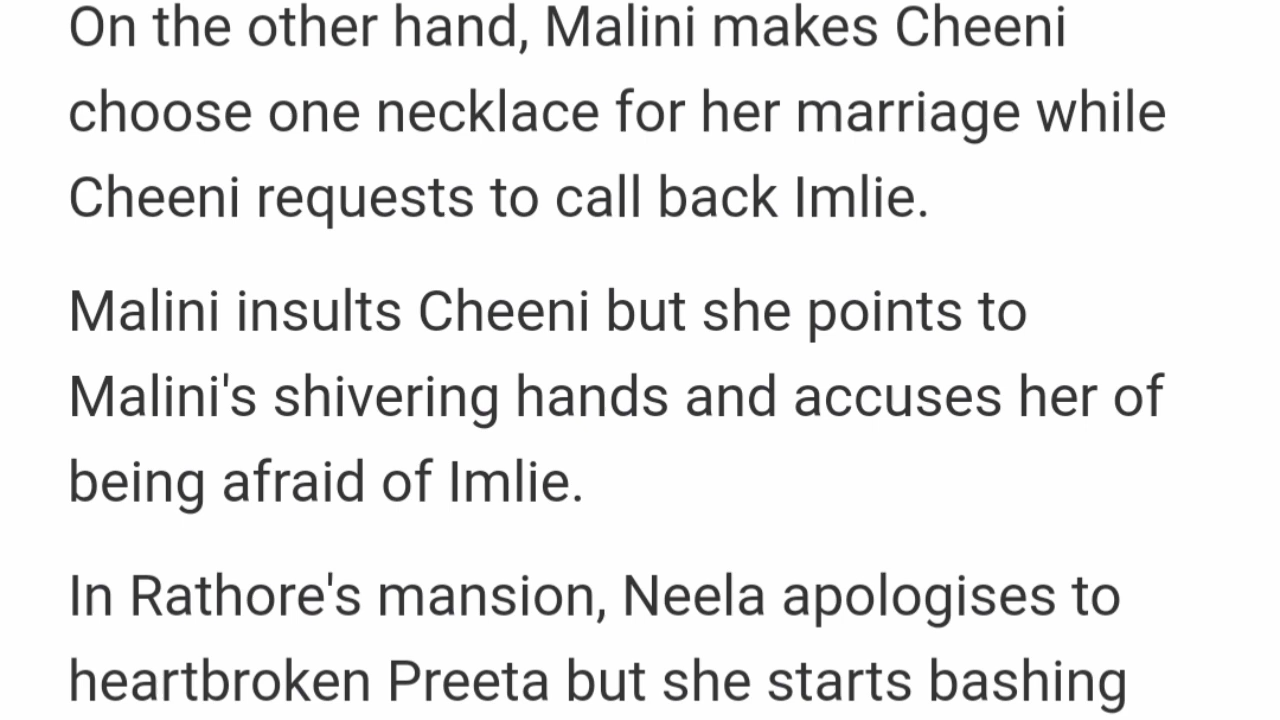 On the other hand, Malini makes Cheeni
choose one necklace for her marriage while
Cheeni requests to call back Imlie.
Malini insults Cheeni but she points to
Malini's shivering hands and accuses her of
being afraid of Imlie.
In Rathore's mansion, Neela apologises to
heartbroken Preeta but she starts bashing